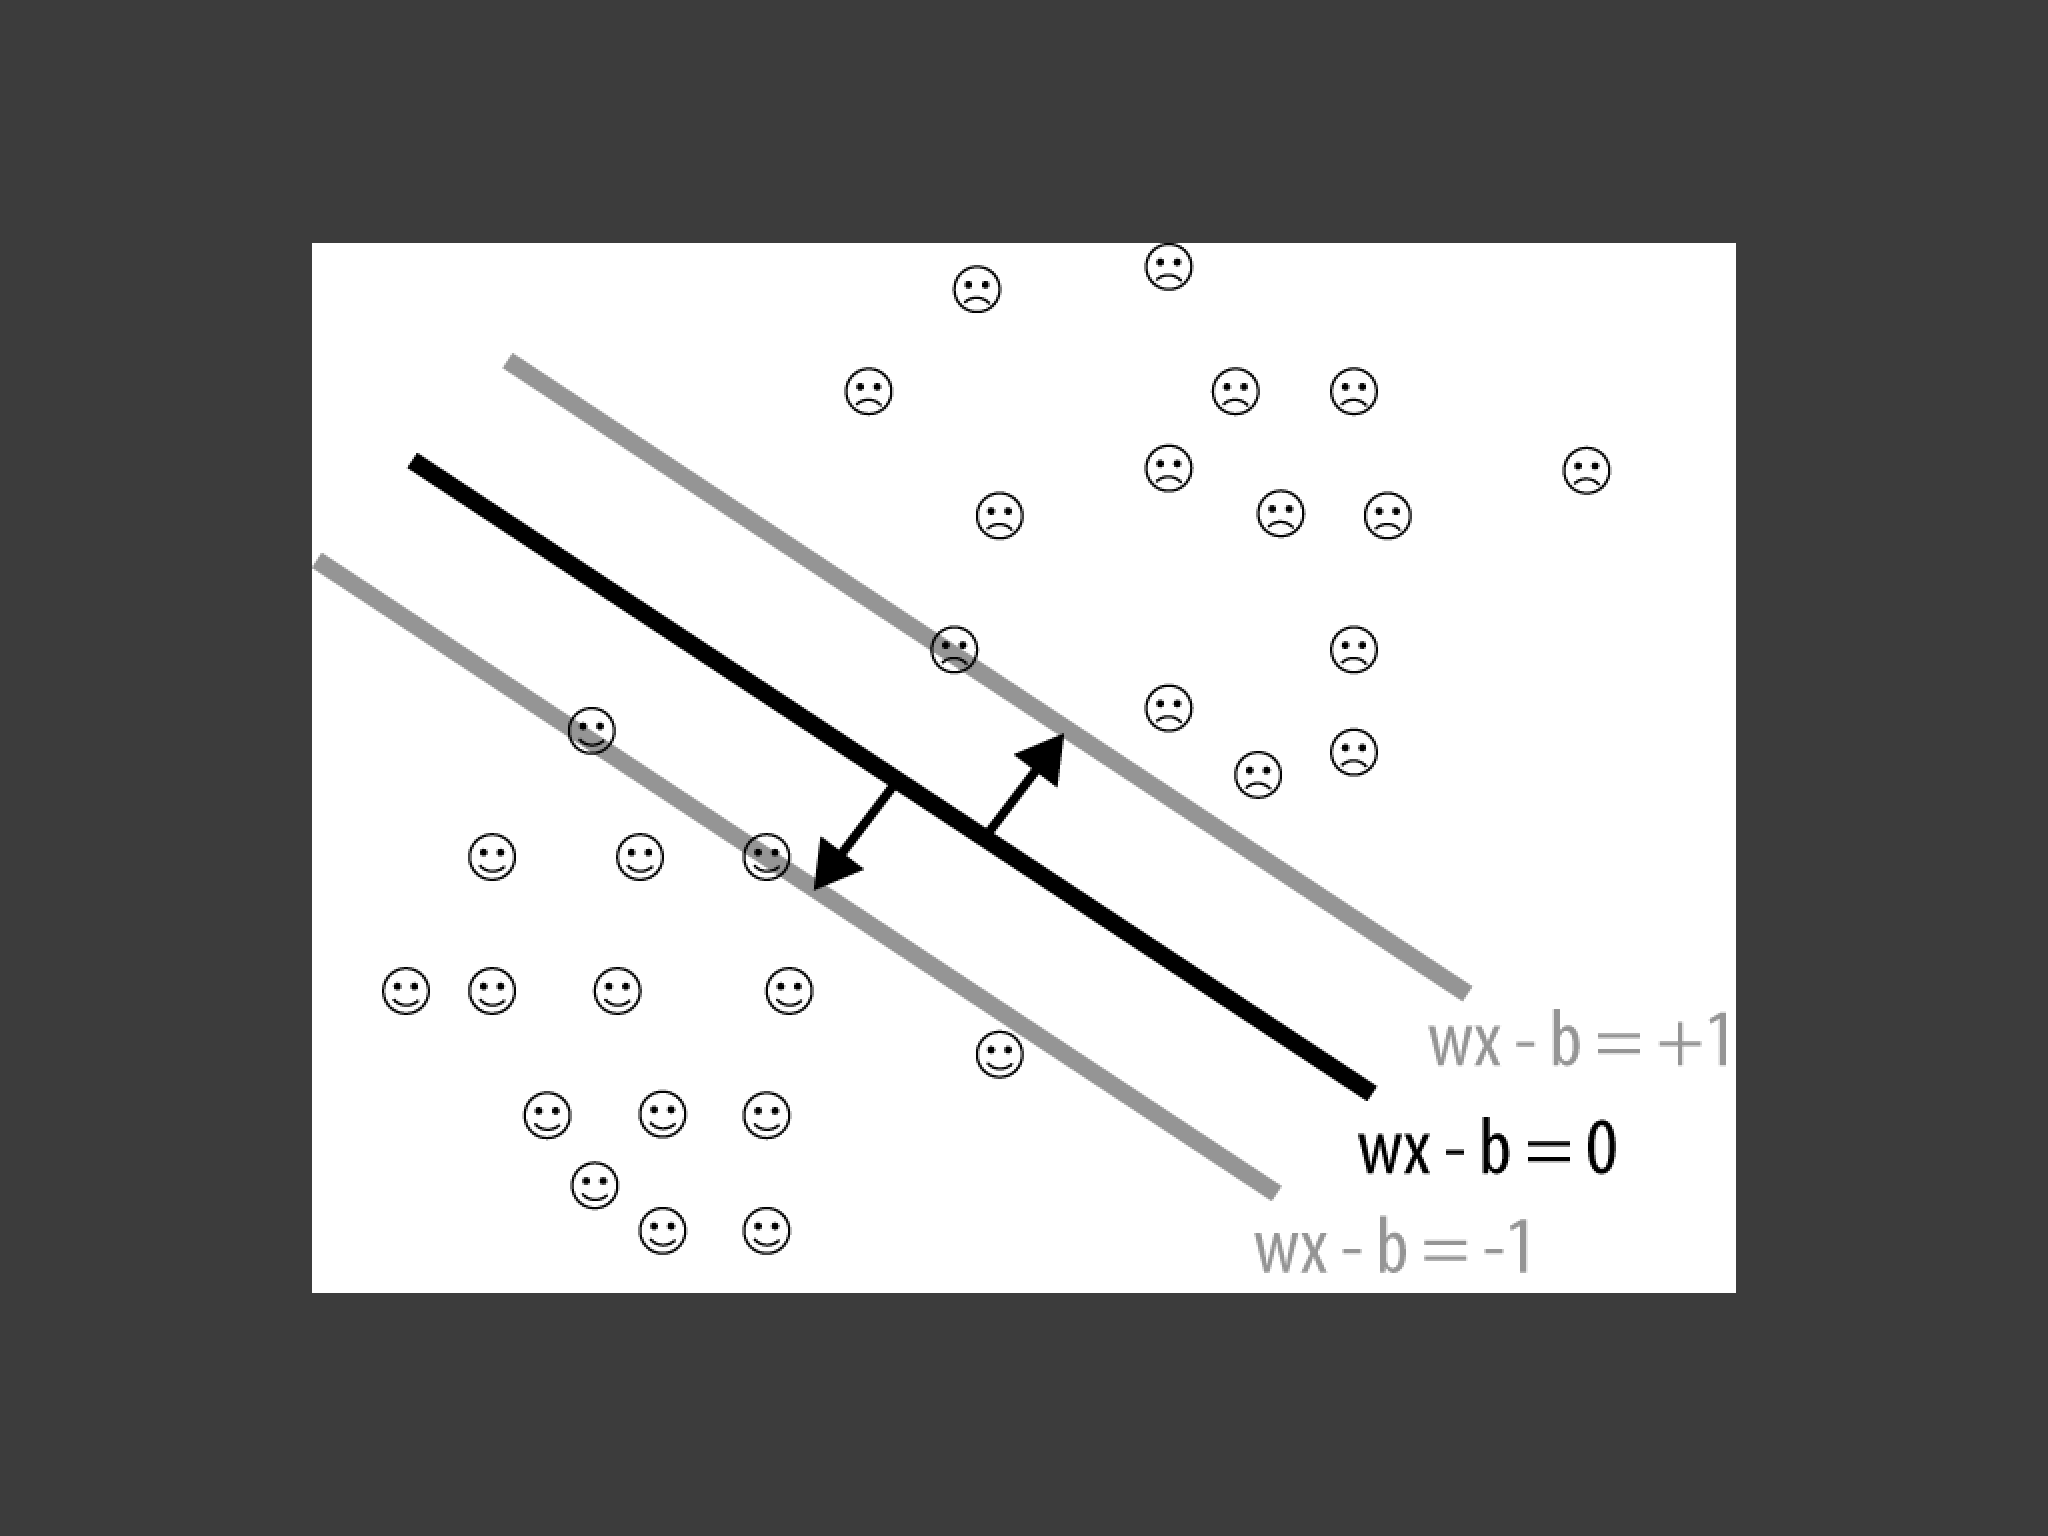 wx - b = +1
wx - b = 0
wx - b = -1